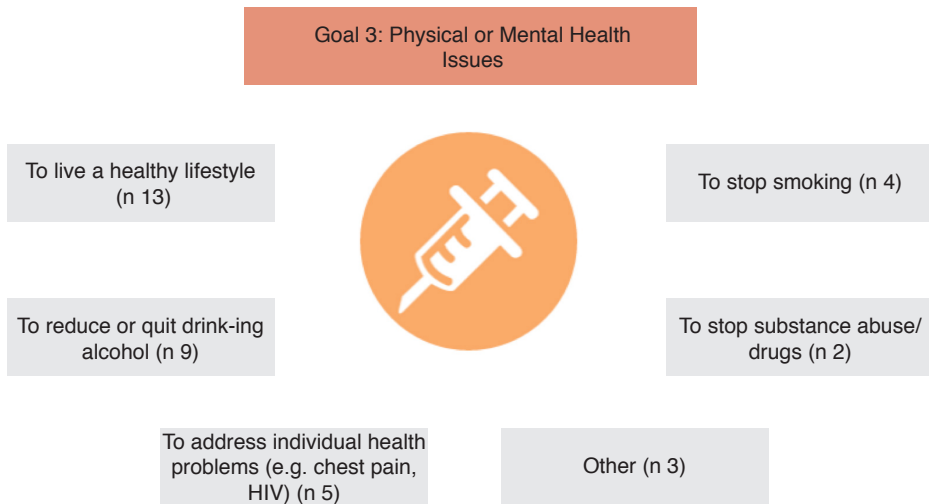 Goal 3: Physical or Mental Health
Issues
To live a healthy lifestyle
(n 13)
To stop smoking (n 4)
To reduce or quit drink-ing
alcohol (n 9)
To stop substance abuse/
drugs (n 2)
To address individual health
problems (e.g. chest pain,
HIV) (n 5)
Other (n 3)